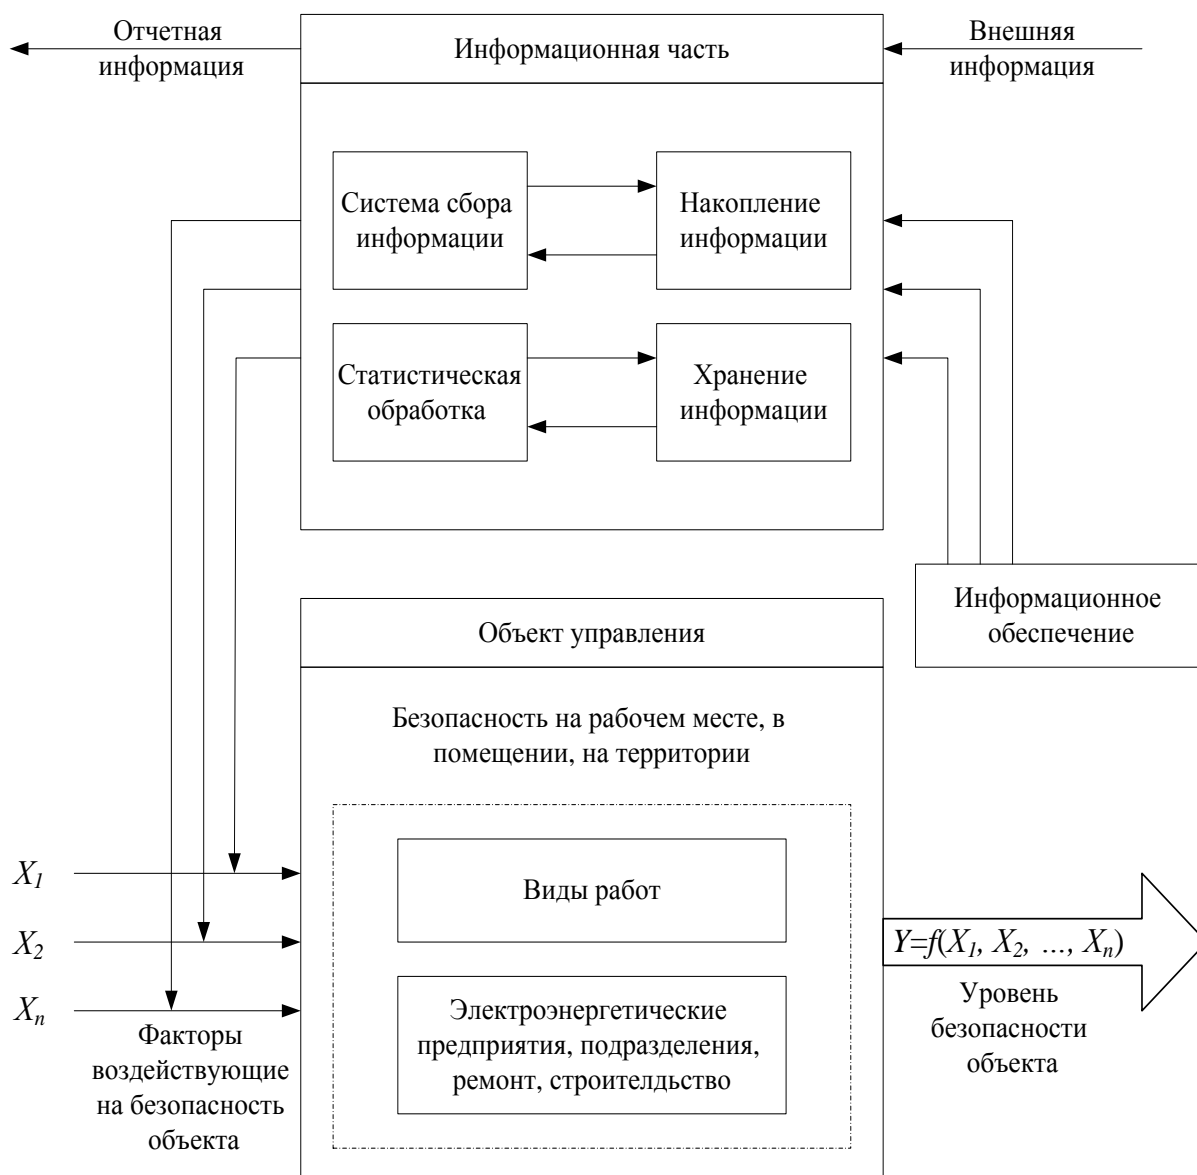 Отчетная
информация
Информационная часть
Внешняя
информация
Система сбора
информации
Накопление
информации
Статистическая
обработка
Хранение
информации
Информационное
обеспечение
Объект управления
Безопасность на рабочем месте, в
помещении, на территории
X1
X2
Xn
Виды работ
Электроэнергетические
предприятия, подразделения,
ремонт, строителдьство
Факторы
воздействующие
на безопасность
объекта
Y=f(X1, X2, ..., Xn)
Уровень
безопасности
объекта